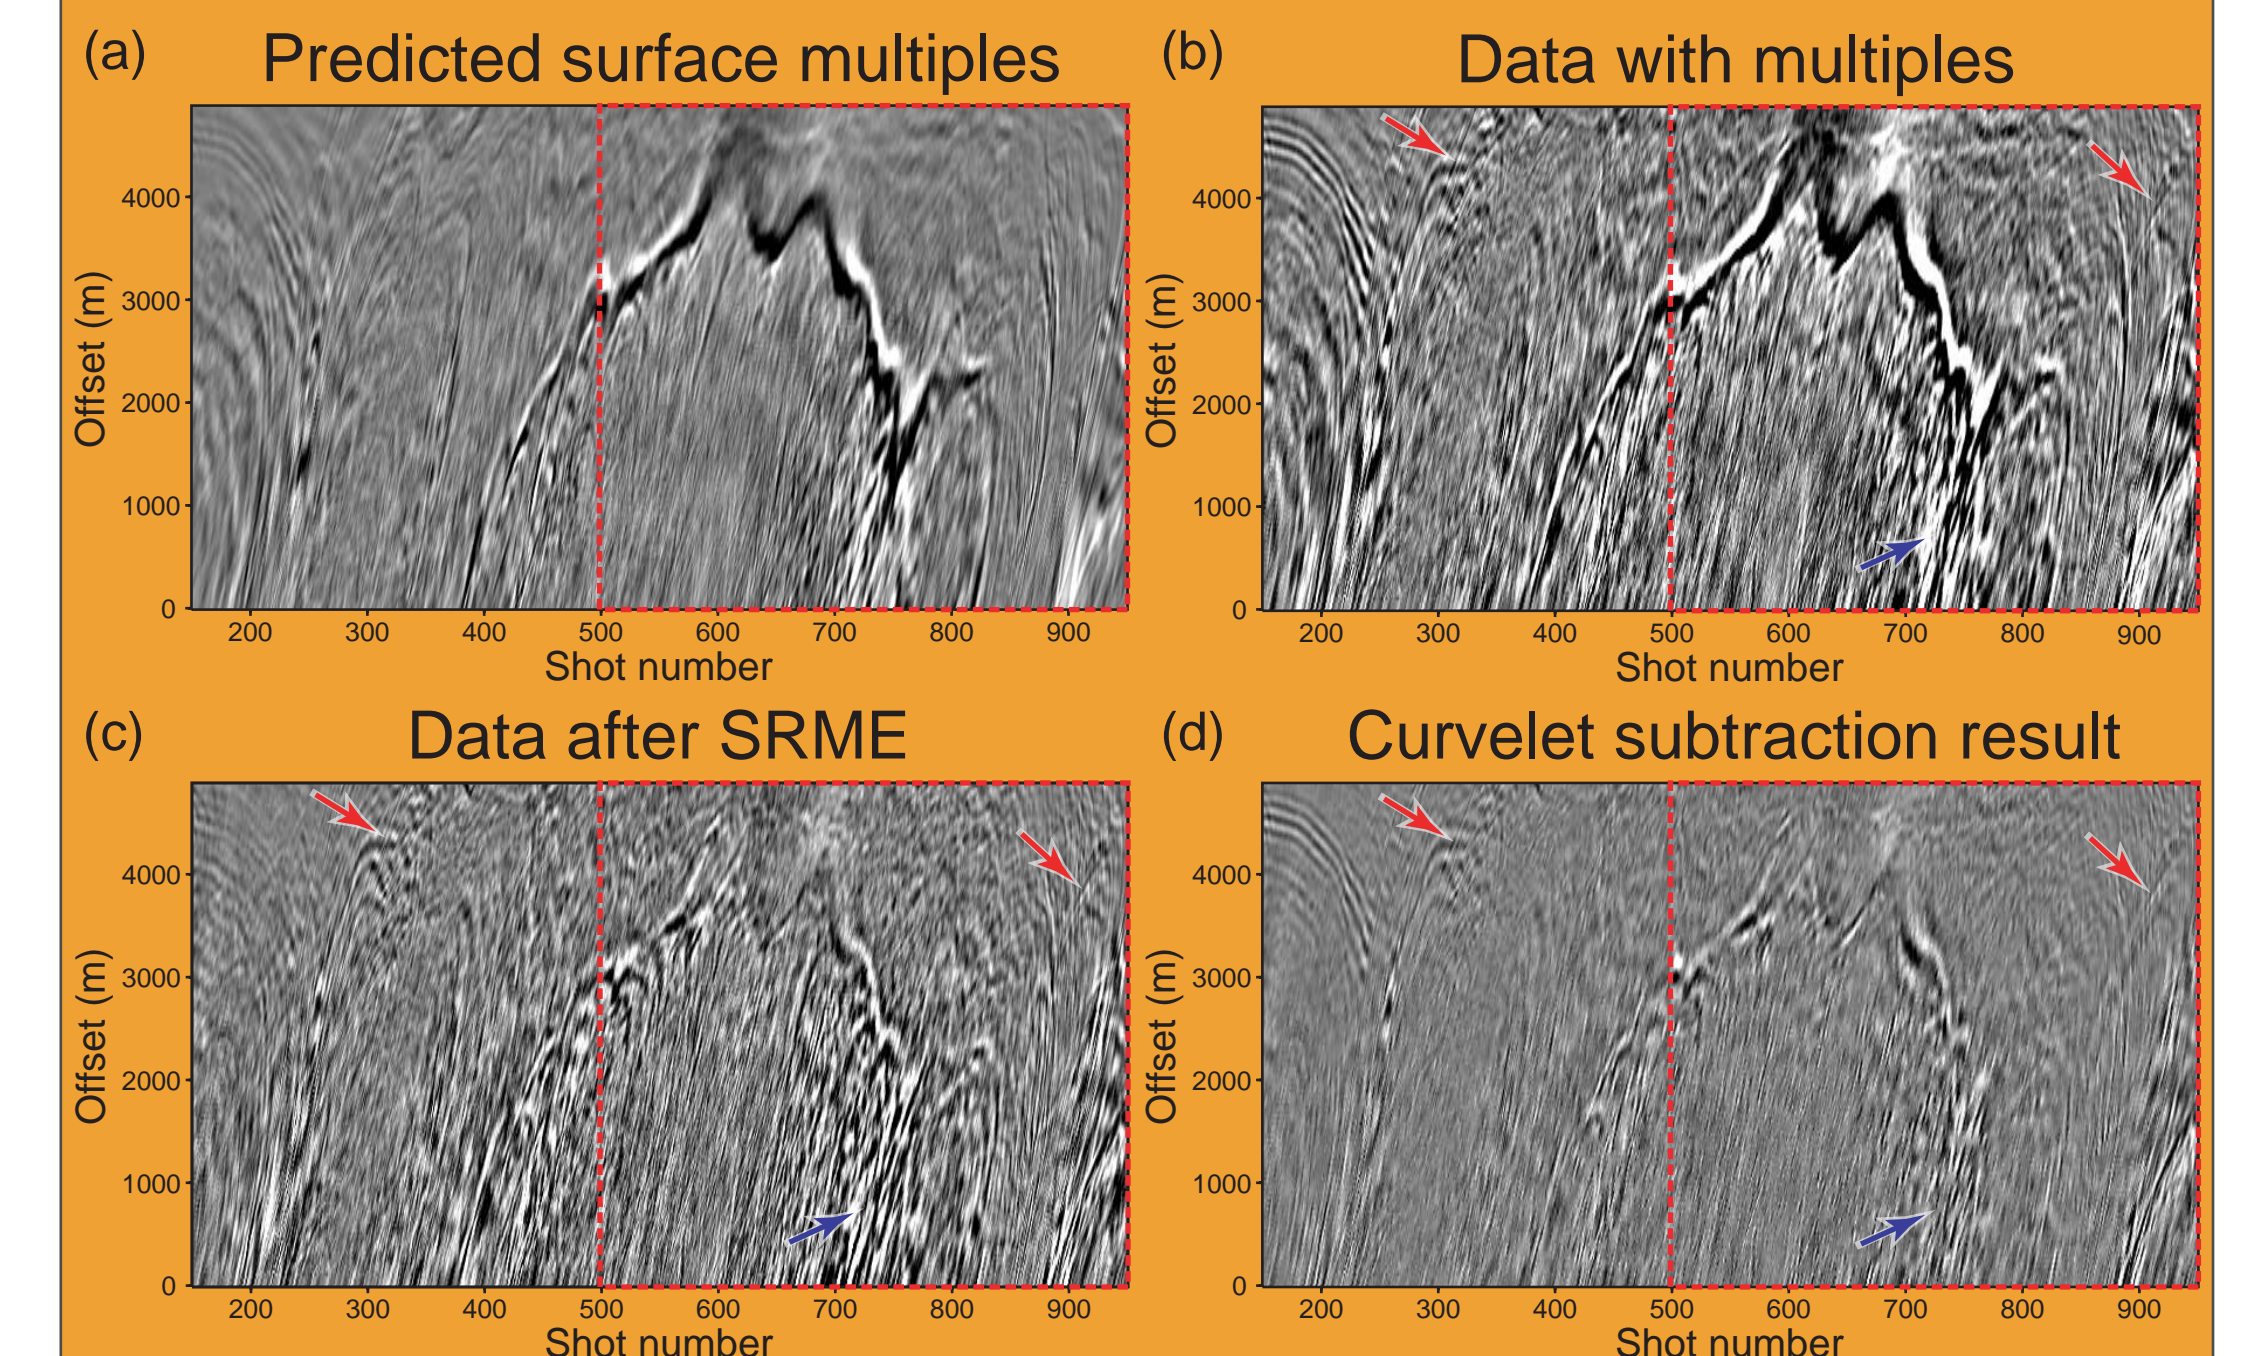 (a) Predicted surface multiples
Offset (m)
4000
3000
2000
1000
0
200 300 400 500 600 700 800 900
Shot number
(b) Data with multiples
Offset (m)
4000
3000
2000
1000
0
200 300 400 500 600 700 800 900
Shot number
(c) Data after SRME
Offset (m)
4000
3000
2000
1000
0
200 300 400 500 600 700 800 900
Shot number
(d) Curvelet subtraction result
Offset (m)
4000
3000
2000
1000
0
200 300 400 500 600 700 800 900
Shot number